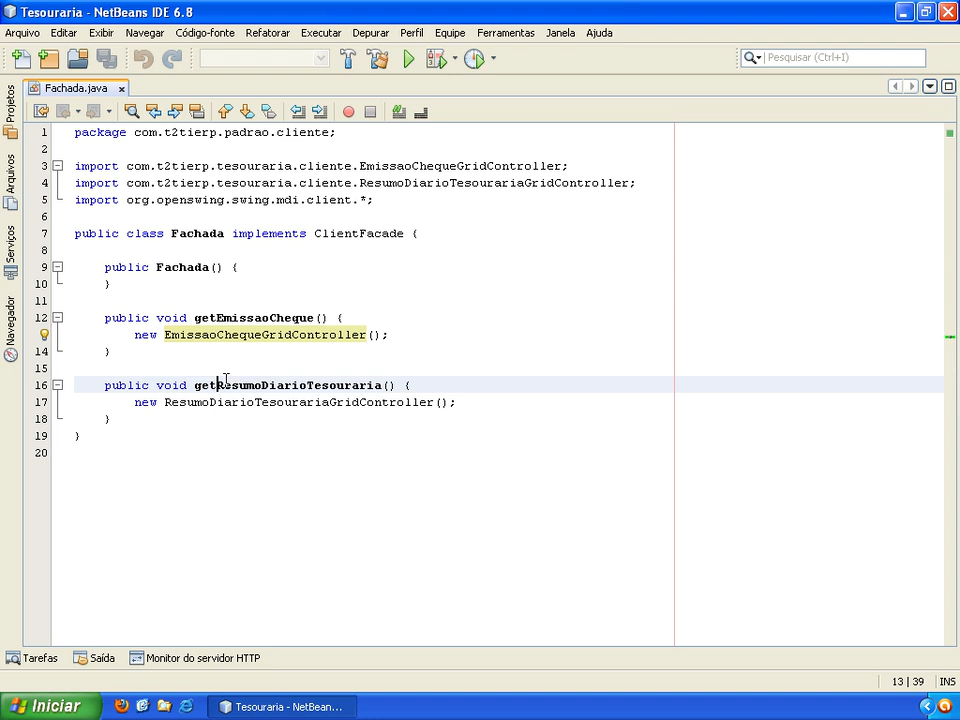 Tesouraria - NetBeans IDE 6.8
Arquivo Editar Exibir Navegar Código-fonte Refatorar Executar Depurar Perfil Equipe Ferramentas Janela Ajuda
Pesquisar (Ctrl+I)
Projetos
Arquivos
Serviços
Navegador
Fachada.java
1 package com.t2tierp.padrao.cliente;
2
3 import com.t2tierp.tesouraria.cliente.EmissaoChequeGridController;
4 import com.t2tierp.tesouraria.cliente.ResumoDiarioTesourariaGridController;
5 import org.openswing.swing.mdi.client.*;
6
7 public class Fachada implements ClientFacade {
8
9 public Fachada() {
10 }
11
12 public void getEmissaoCheque() {
new EmissaoChequeGridController();
14 }
15
16 public void getResumoDiarioTesouraria() {
17 new ResumoDiarioTesourariaGridController();
18 }
19 }
20
Tarefas Saída Monitor do servidor HTTP
13 | 39 INS
Iniciar Tesouraria - NetBean...